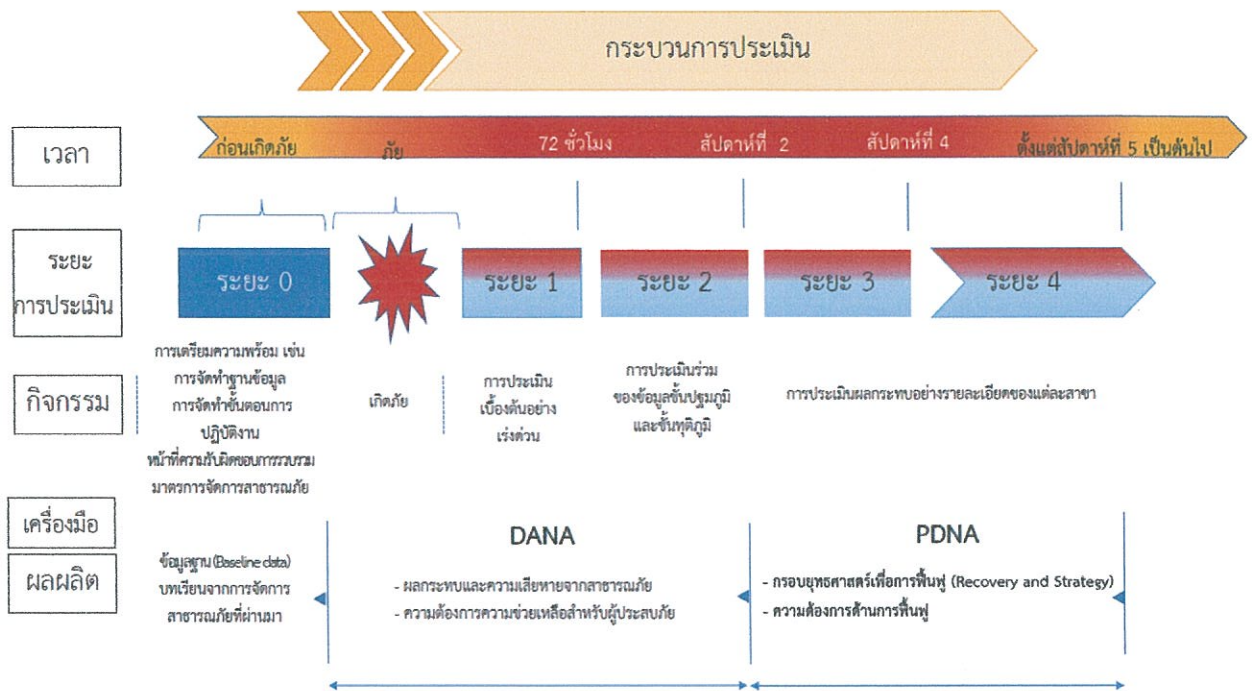 กระบวนการประเมิน
เวลา
ก่อนเกิดภัย
ภัย
72 ชั่วโมง
สัปดาห์ที่ 2
สัปดาห์ที่ 4
ตั้งแต่สัปดาห์ที่ 5 เป็นต้นไป
ระยะ
การประเมิน
ระยะ 0
ระยะ 1
ระยะ 2
ระยะ 3
ระยะ 4
กิจกรรม
การเตรียมความพร้อม เช่น
การจัดทำฐานข้อมูล
การจัดทำขั้นตอนการ
ปฏิบัติงาน
หน้าที่ความรับผิดชอบการรวบรวม
มาตรการจัดการสาธารณภัย
เกิดภัย
การประเมิน
เบื้องต้นอย่าง
เร่งด่วน
การประเมินร่วม
ของข้อมูลขั้นปฐมภูมิ
และขั้นทุติภูมิ
การประเมินผลกระทบอย่างรายละเอียดของแต่ละสาขา
เครื่องมือ
ผลผลิต
ข้อมูลฐาน (Baseline data)
บทเรียนจากการจัดการ
สาธารณภัยที่ผ่านมา
DANA
- ผลกระทบและความเสียหายจากสาธารณภัย
- ความต้องการความช่วยเหลือสำหรับผู้ประสบภัย
PDNA
- กรอบยุทธศาสตร์เพื่อการฟื้นฟู (Recovery and Strategy)
- ความต้องการด้านการฟื้นฟู